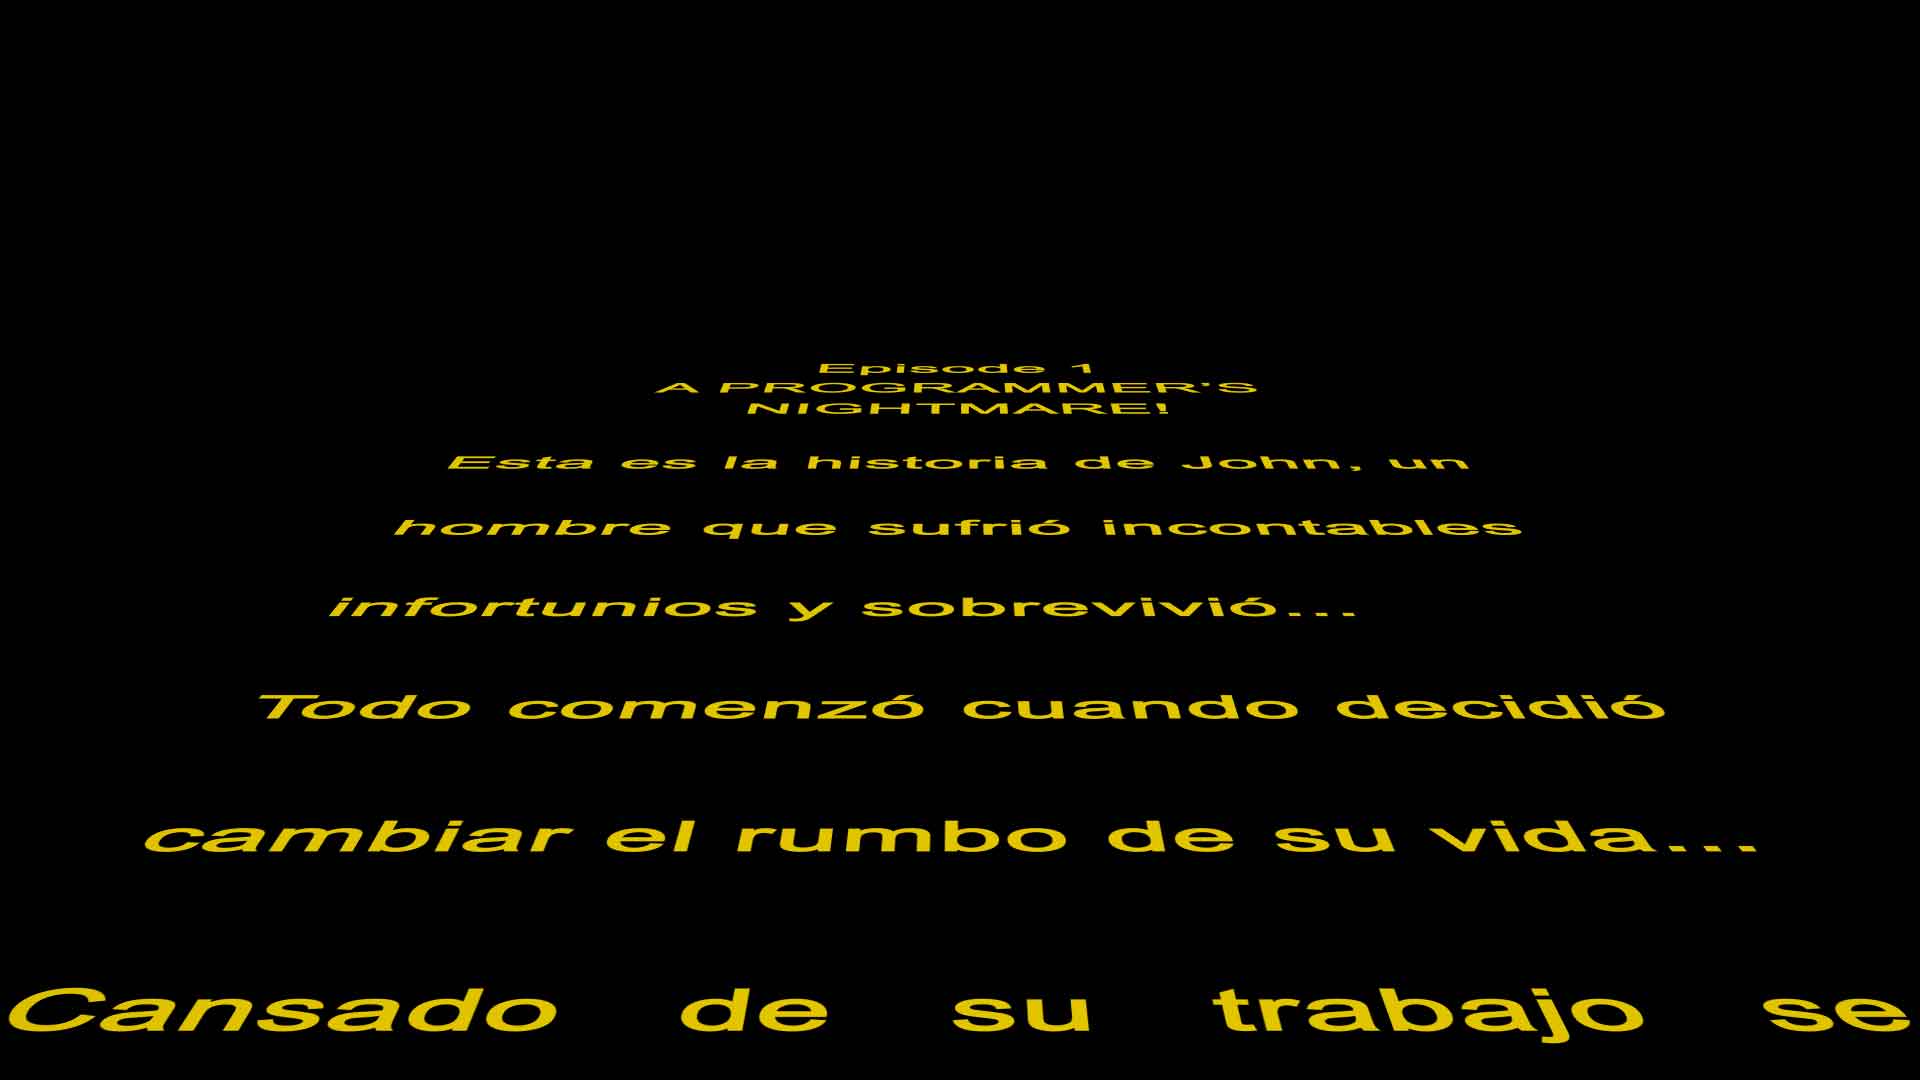 Episode 1
A PROGRAMMER'S
NIGHTMARE!
Esta es la historia de John, un
hombre que sufrió incontables
infortunios y sobrevivió...
Todo comenzó cuando decidió
cambiar el rumbo de su vida...
Cansado de su trabajo se